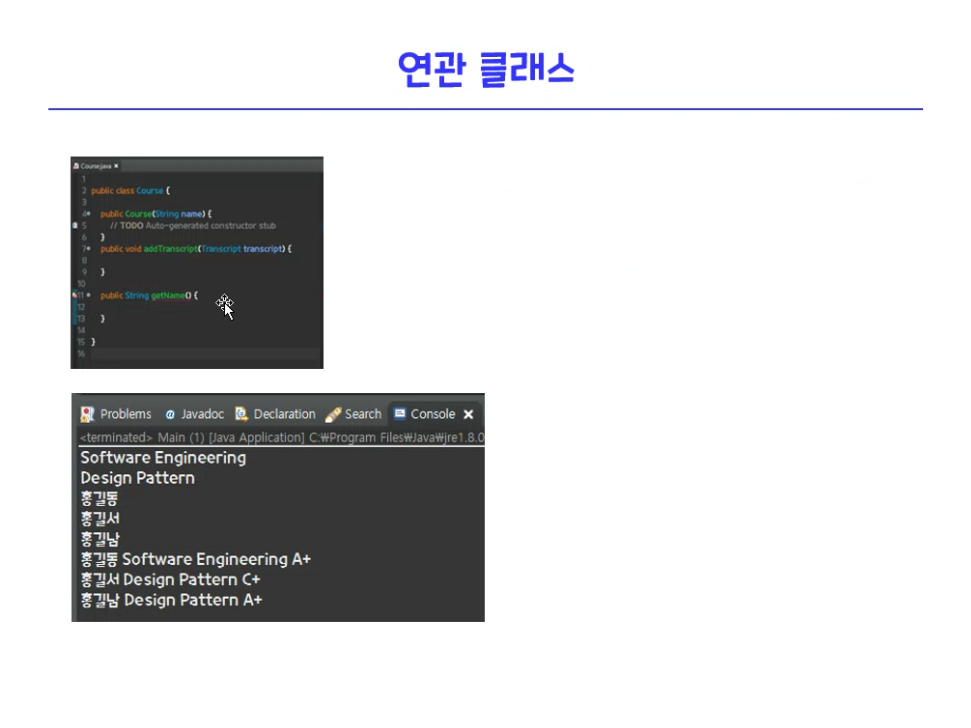 연관 클래스
Course.java
1
2 public class Course {
3
4 public Course(String name) {
5 // TODO Auto-generated constructor stub
6 }
7 public void addTranscript(Transcript transcript) {
8
9 }
10
11 public String getName() {
12
13 }
14
15 }
16
Problems @ Javadoc Declaration Search Console
<terminated> Main (1) [Java Application] C:₩Program Files₩Java₩jre1.8.0
Software Engineering
Design Pattern
홍길동
홍길서
홍길남
홍길동 Software Engineering A+
홍길서 Design Pattern C+
홍길남 Design Pattern A+